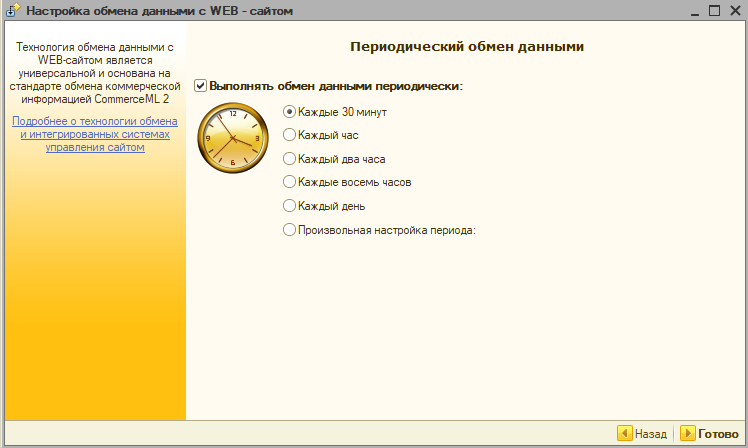 Настройка обмена данными с WEB - сайтом
Технология обмена данными с
WEB-сайтом является
универсальной и основана на
стандарте обмена коммерческой
информацией CommerceML 2
Подробнее о технологии обмена
и интегрированных системах
управления сайтом
Периодический обмен данными
Выполнять обмен данными периодически:
12
3
6
9
Каждые 30 минут
Каждый час
Каждый два часа
Каждые восемь часов
Каждый день
Произвольная настройка периода:
Назад
Готово